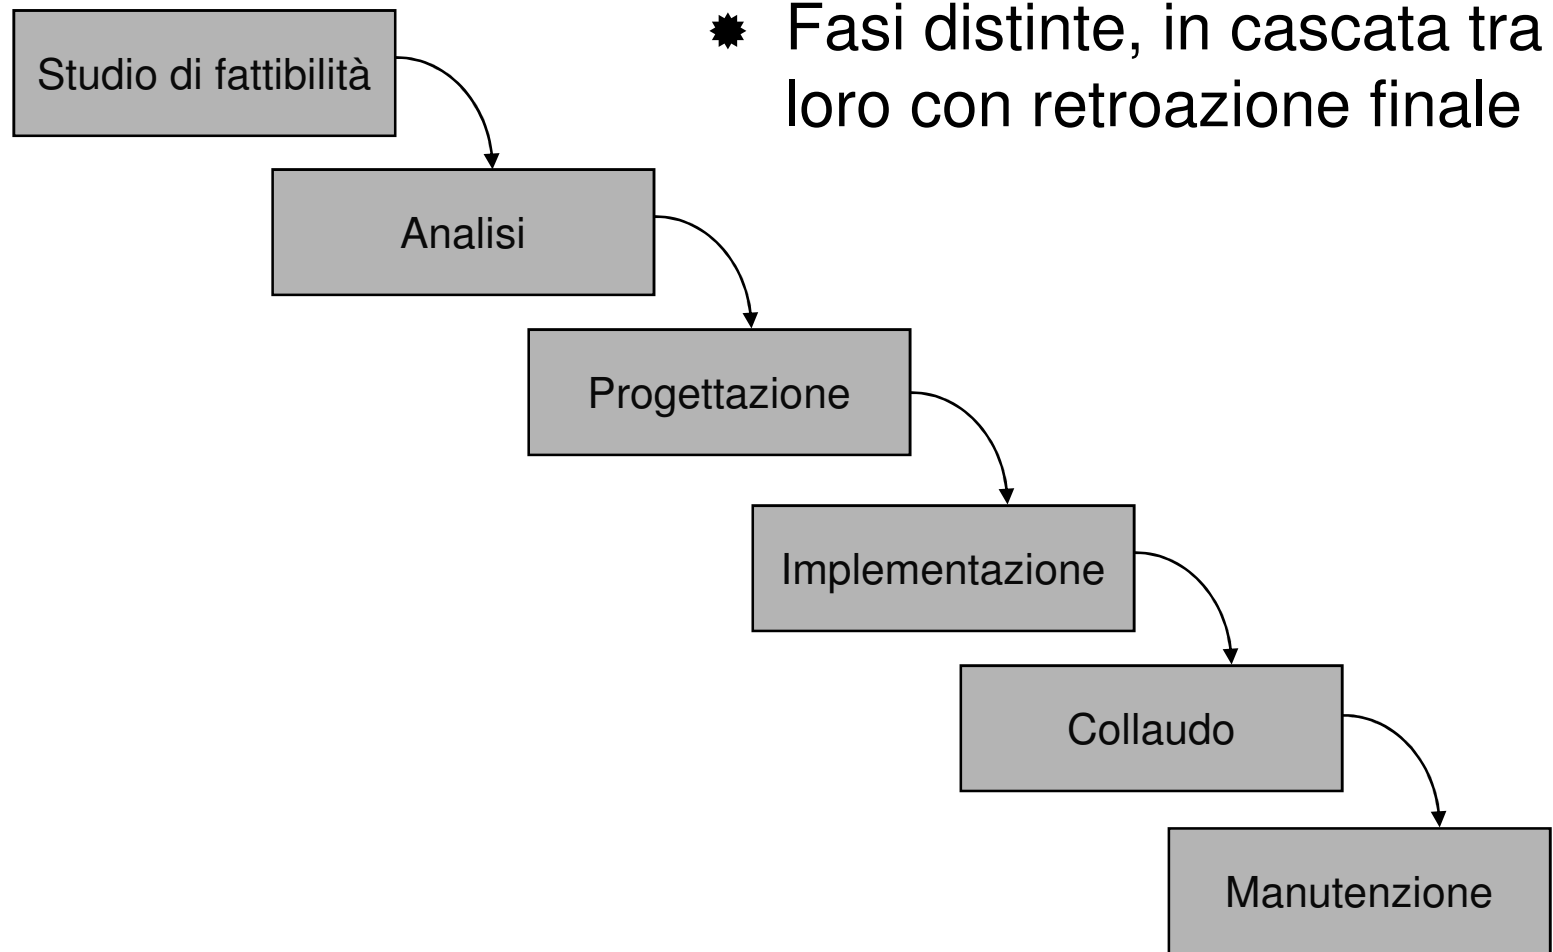 Fasi distinte, in cascata tra
loro con retroazione finale
Studio di fattibilità
Analisi
Progettazione
Implementazione
Collaudo
Manutenzione